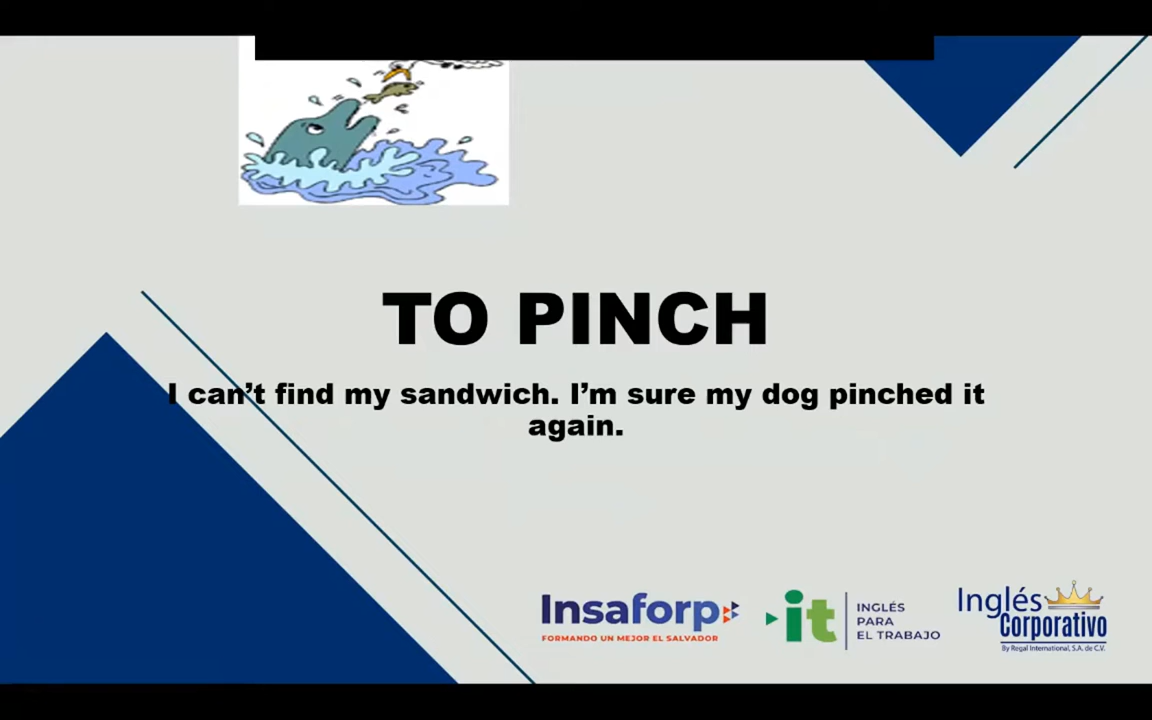 TO PINCH
I can’t find my sandwich. I’m sure my dog pinched it
again.
Insaforp
FORMANDO UN MEJOR EL SALVADOR
it
INGLÉS
PARA
EL TRABAJO
Inglés
Corporativo
By Regal International, S.A. de C.V.